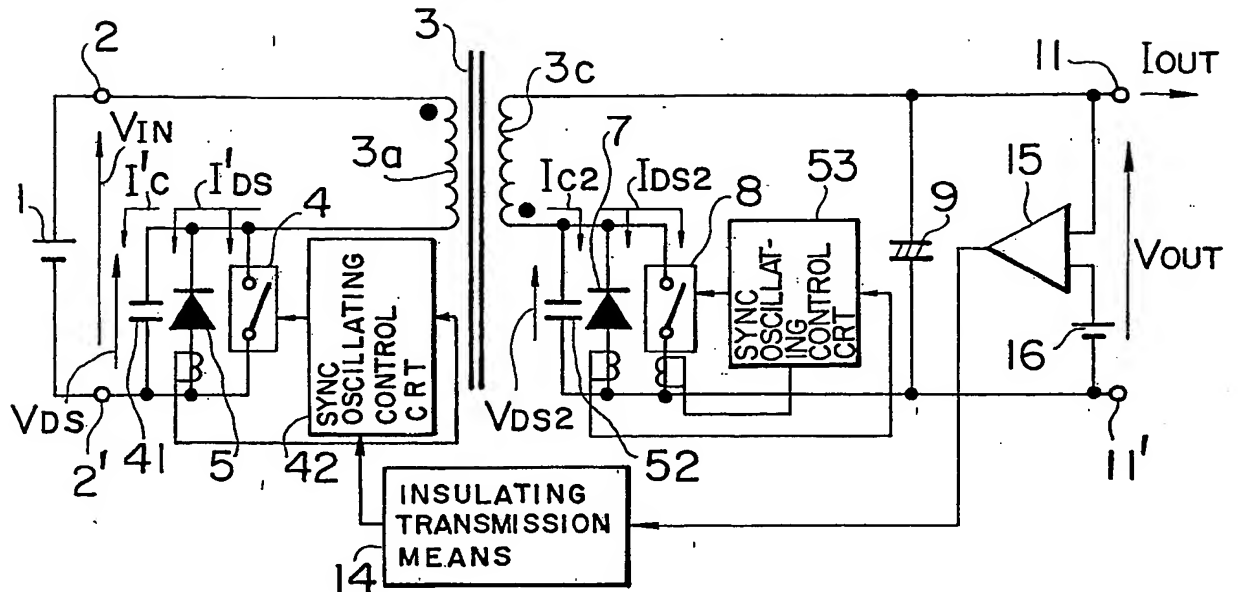 2
3
3c
11
IOUT
VIN
3a
7
I'C
I'DS
4
IC2
IDS2
8
53
15
9
1
VOUT
SYNC
OSCILLATING
CONTROL
CRT
SYNC
OSCILLAT-
ING
CONTROL
CRT
16
VDS
2'
41
5
42
VDS2
52
11'
INSULATING
TRANSMISSION
MEANS
14